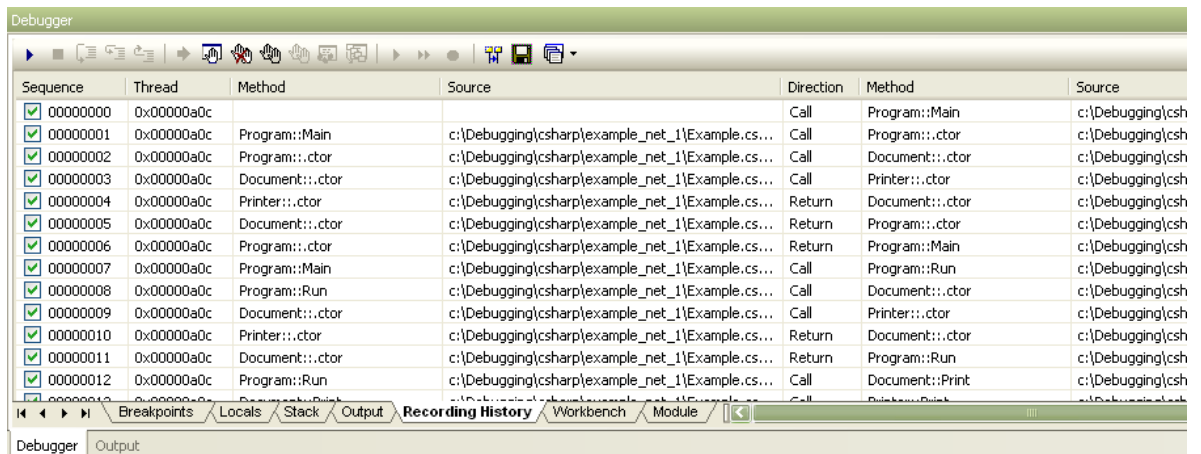 Debugger
Sequence Thread Method Source Direction Method Source
00000000 0x00000a0c Call Program::Main c:\Debugging\csh
00000001 0x00000a0c Program::Main c:\Debugging\csharp\example_net_1\Example.cs... Call Program::.ctor c:\Debugging\csh
00000002 0x00000a0c Program::.ctor c:\Debugging\csharp\example_net_1\Example.cs... Call Document::.ctor c:\Debugging\csh
00000003 0x00000a0c Document::.ctor c:\Debugging\csharp\example_net_1\Example.cs... Call Printer::.ctor c:\Debugging\csh
00000004 0x00000a0c Printer::.ctor c:\Debugging\csharp\example_net_1\Example.cs... Return Document::.ctor c:\Debugging\csh
00000005 0x00000a0c Document::.ctor c:\Debugging\csharp\example_net_1\Example.cs... Return Program::.ctor c:\Debugging\csh
00000006 0x00000a0c Program::.ctor c:\Debugging\csharp\example_net_1\Example.cs... Return Program::Main c:\Debugging\csh
00000007 0x00000a0c Program::Main c:\Debugging\csharp\example_net_1\Example.cs... Call Program::Run c:\Debugging\csh
00000008 0x00000a0c Program::Run c:\Debugging\csharp\example_net_1\Example.cs... Call Document::.ctor c:\Debugging\csh
00000009 0x00000a0c Document::.ctor c:\Debugging\csharp\example_net_1\Example.cs... Call Printer::.ctor c:\Debugging\csh
00000010 0x00000a0c Printer::.ctor c:\Debugging\csharp\example_net_1\Example.cs... Return Document::.ctor c:\Debugging\csh
00000011 0x00000a0c Document::.ctor c:\Debugging\csharp\example_net_1\Example.cs... Return Program::Run c:\Debugging\csh
00000012 0x00000a0c Program::Run c:\Debugging\csharp\example_net_1\Example.cs... Call Document::Print c:\Debugging\csh
Breakpoints Locals Stack Output Recording History Workbench Module
Debugger Output